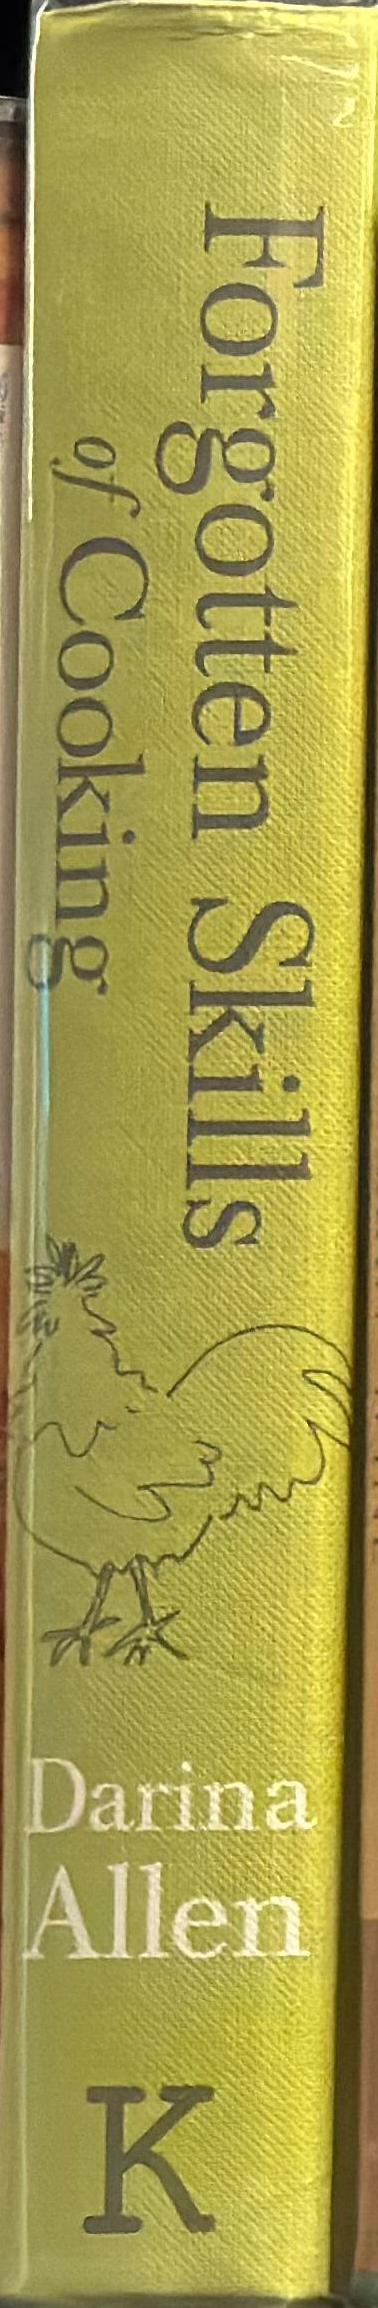 Forgotten Skills
of Cooking
Darina
Allen
K